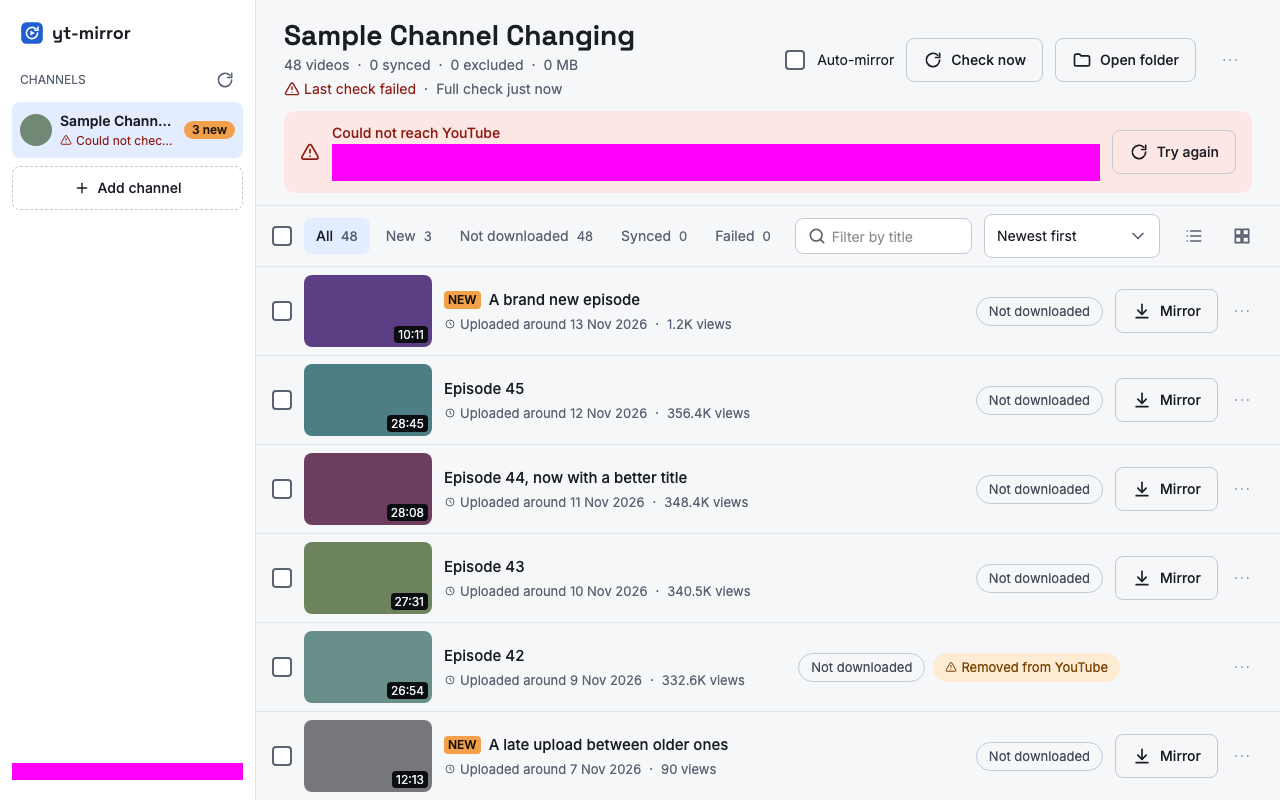 yt-mirror
CHANNELS
Sample Chann...
Could not chec...
3 new
Add channel
Sample Channel Changing
48 videos · 0 synced · 0 excluded · 0 MB
Last check failed · Full check just now
Auto-mirror
Check now
Open folder
...
Could not reach YouTube
Try again
All 48
New 3
Not downloaded 48
Synced 0
Failed 0
Filter by title
Newest first
10:11
NEW A brand new episode
Uploaded around 13 Nov 2026 · 1.2K views
Not downloaded
Mirror
...
28:45
Episode 45
Uploaded around 12 Nov 2026 · 356.4K views
Not downloaded
Mirror
...
28:08
Episode 44, now with a better title
Uploaded around 11 Nov 2026 · 348.4K views
Not downloaded
Mirror
...
27:31
Episode 43
Uploaded around 10 Nov 2026 · 340.5K views
Not downloaded
Mirror
...
26:54
Episode 42
Uploaded around 9 Nov 2026 · 332.6K views
Not downloaded
Removed from YouTube
...
12:13
NEW A late upload between older ones
Uploaded around 7 Nov 2026 · 90 views
Not downloaded
Mirror
...